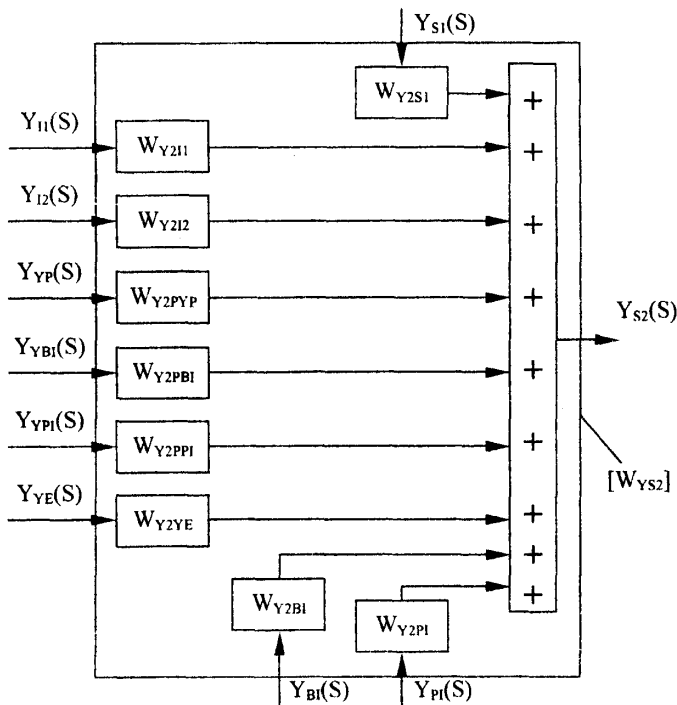 Y_S1(S)
W_Y2S1
+
Y_I1(S)
W_Y2I1
+
Y_I2(S)
W_Y2I2
+
Y_YP(S)
W_Y2PYP
+
Y_S2(S)
Y_YBI(S)
W_Y2PBI
+
Y_YPI(S)
W_Y2PPI
+
[W_YS2]
Y_YE(S)
W_Y2YE
+
+
W_Y2BI
+
W_Y2PI
Y_BI(S)
Y_PI(S)